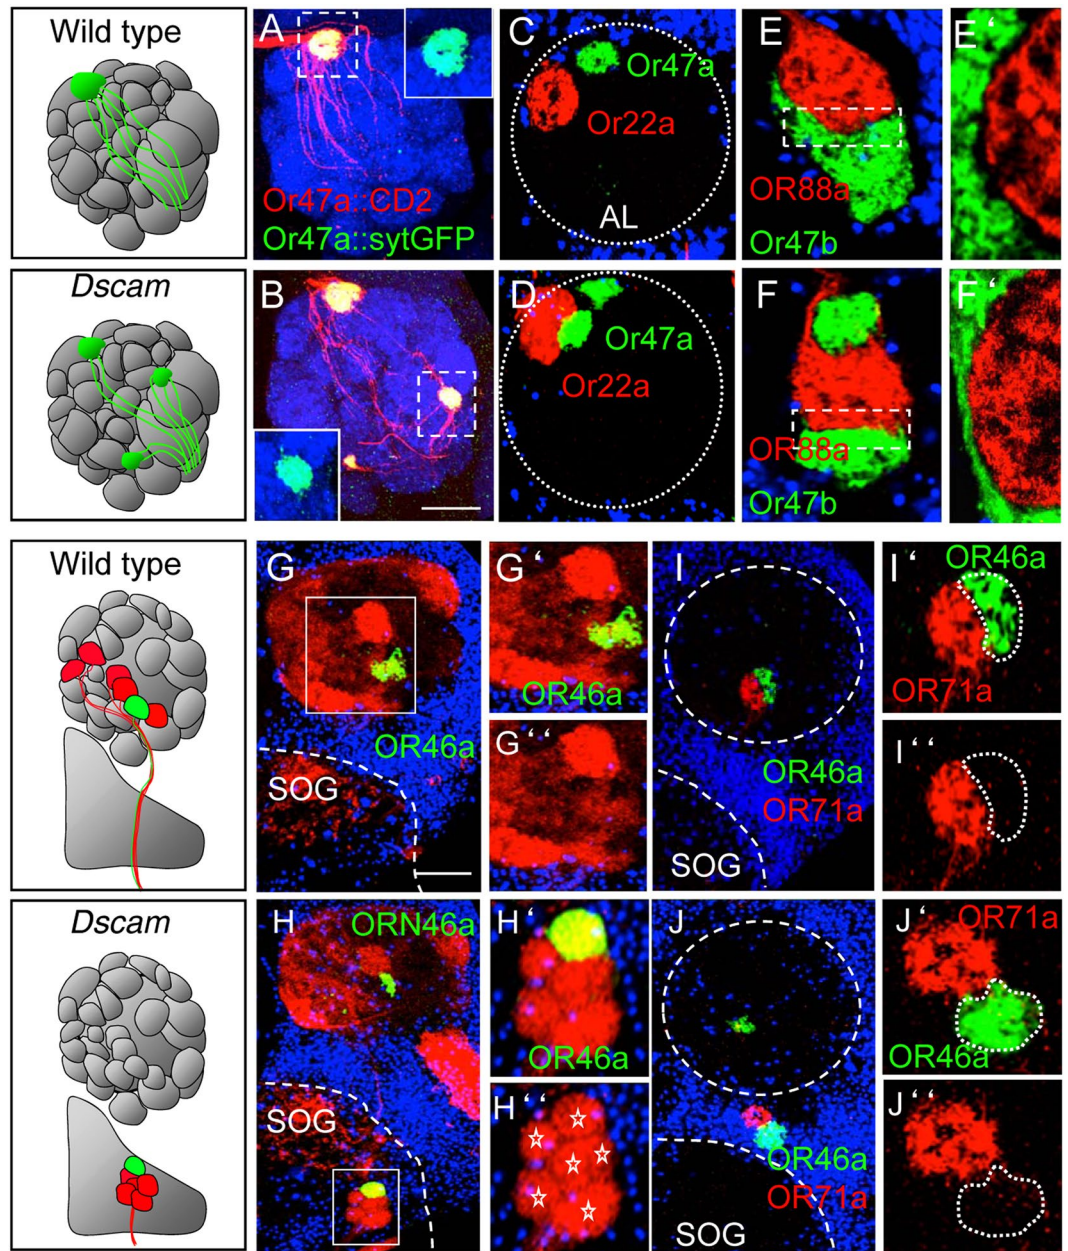 Wild type
A
Or47a::CD2
Or47a::sytGFP
C
Or47a
Or22a
AL
E
OR88a
Or47b
E‘
Dscam
B
D
Or47a
Or22a
F
OR88a
Or47b
F‘
Wild type
G
OR46a
SOG
G‘
OR46a
G‘‘
I
OR46a
OR71a
SOG
I‘
OR46a
OR71a
I‘‘
Dscam
H
ORN46a
SOG
H‘
OR46a
H‘‘
J
OR46a
OR71a
SOG
J‘
OR71a
OR46a
J‘‘